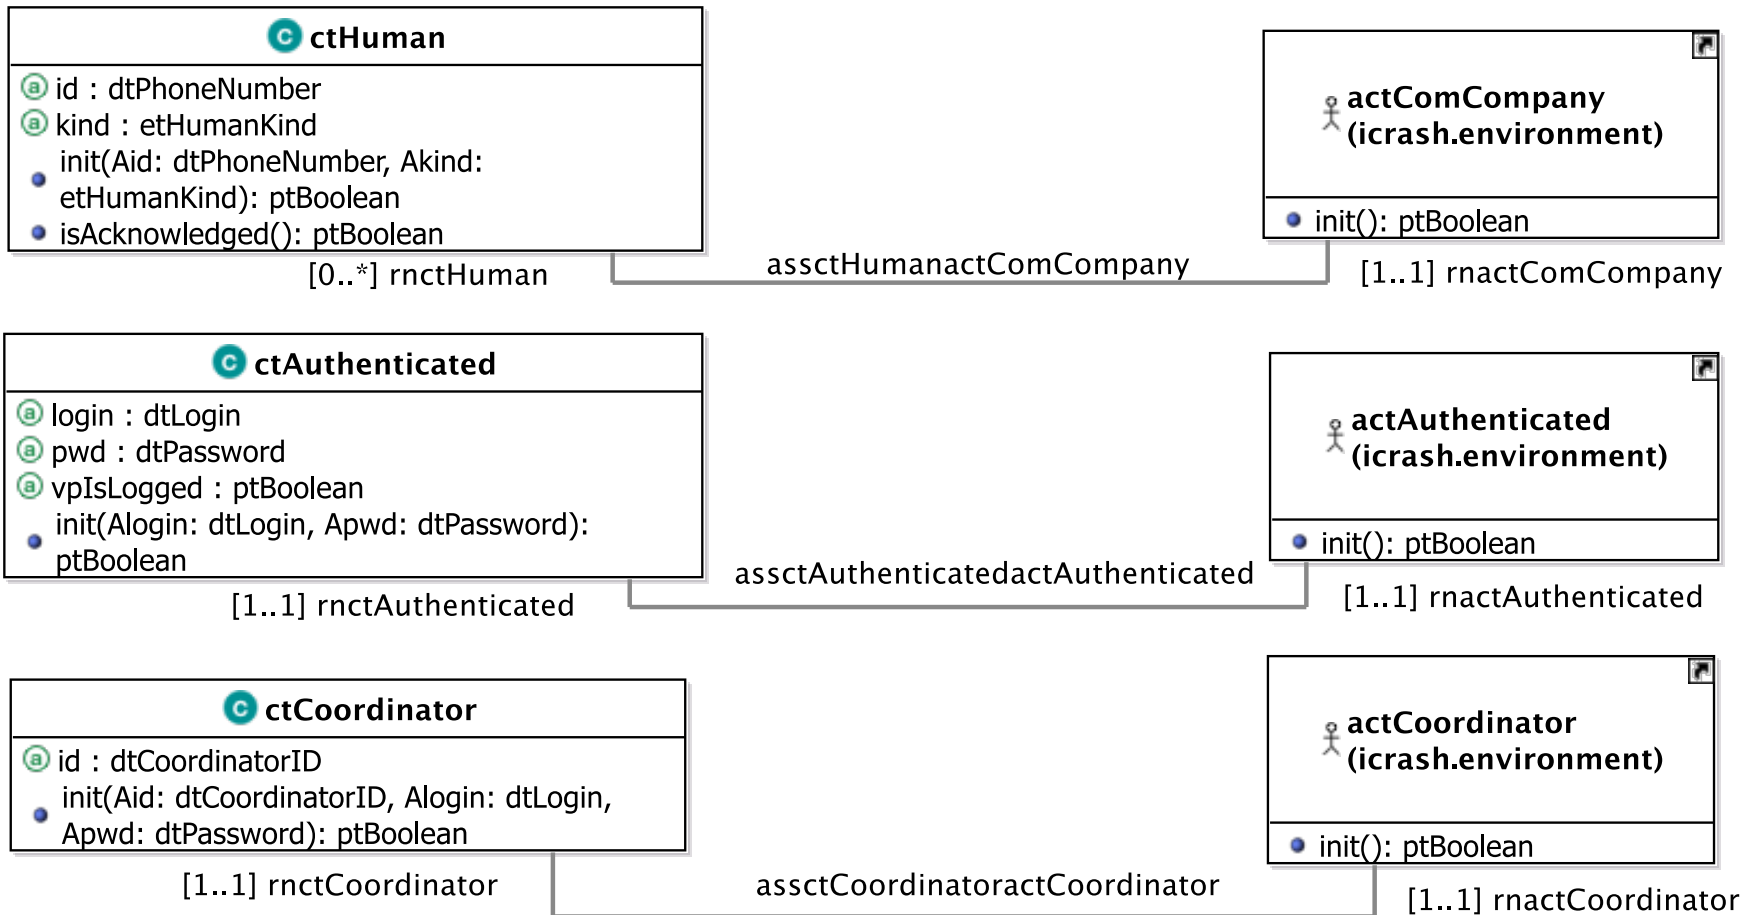 ctHuman
id : dtPhoneNumber
kind : etHumanKind
init(Aid: dtPhoneNumber, Akind:
etHumanKind): ptBoolean
isAcknowledged(): ptBoolean
actComCompany
(icrash.environment)
init(): ptBoolean
[0..*] rnctHuman
assctHumanactComCompany
[1..1] rnactComCompany
ctAuthenticated
login : dtLogin
pwd : dtPassword
vpIsLogged : ptBoolean
init(Alogin: dtLogin, Apwd: dtPassword):
ptBoolean
actAuthenticated
(icrash.environment)
init(): ptBoolean
[1..1] rnctAuthenticated
assctAuthenticatedactAuthenticated
[1..1] rnactAuthenticated
ctCoordinator
id : dtCoordinatorID
init(Aid: dtCoordinatorID, Alogin: dtLogin,
Apwd: dtPassword): ptBoolean
actCoordinator
(icrash.environment)
init(): ptBoolean
[1..1] rnctCoordinator
assctCoordinatoractCoordinator
[1..1] rnactCoordinator